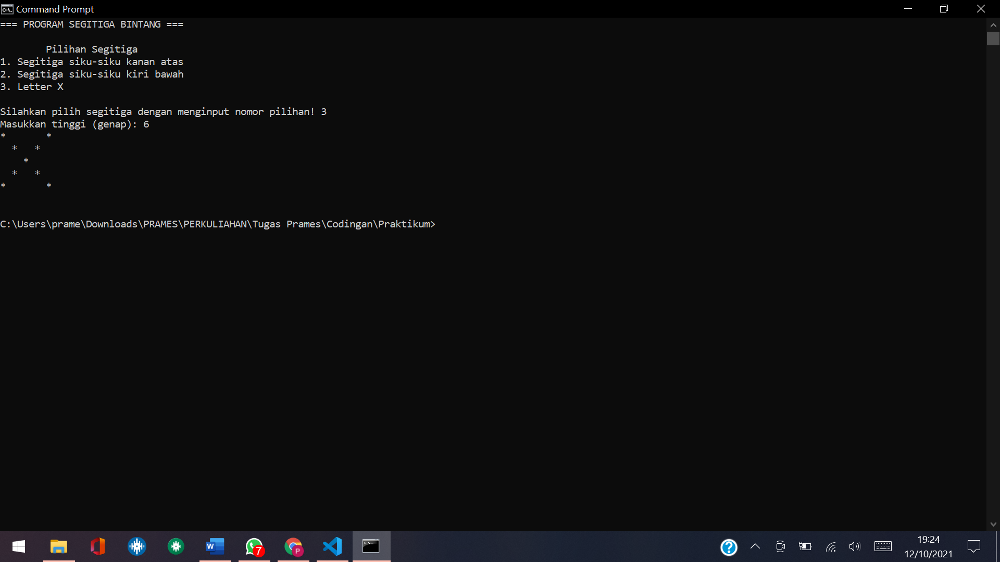 Command Prompt
=== PROGRAM SEGITIGA BINTANG ===
        Pilihan Segitiga
1. Segitiga siku-siku kanan atas
2. Segitiga siku-siku kiri bawah
3. Letter X
Silahkan pilih segitiga dengan menginput nomor pilihan! 3
Masukkan tinggi (genap): 6
*       *
  *   *
    *
  *   *
*       *
C:\Users\prame\Downloads\PRAMES\PERKULIAHAN\Tugas Prames\Codingan\Praktikum>
W
7
P
?
19:24
12/10/2021